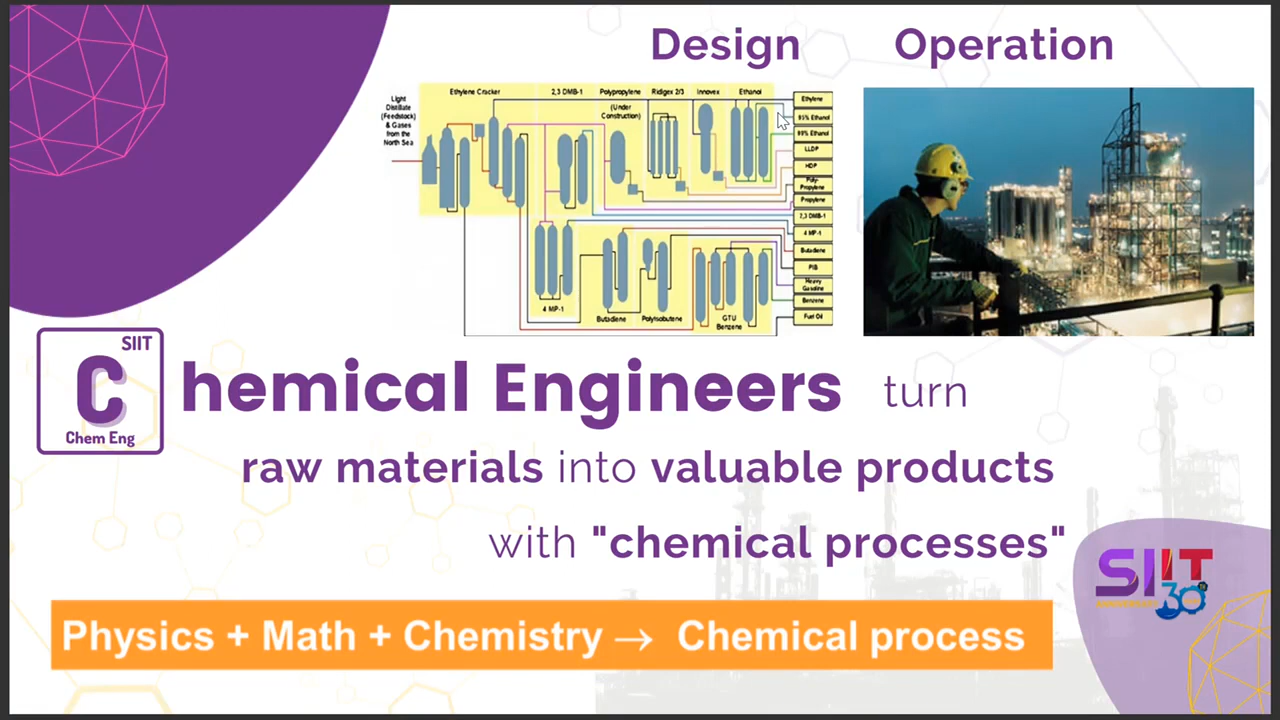 Design Operation
Light
Distillate
(Feedstock)
& Gases
from the
North Sea
Ethylene Cracker
2,3 DMB-1
Polypropylene
(Under
Construction)
Ridigex 2/3
Innovex
Ethanol
Ethylene
95% Ethanol
99% Ethanol
LLDP
HDP
Poly-
Propylene
Propylene
2,3 DMB-1
4 MP-1
Butadiene
PIB
Heavy
Gasoline
Benzene
Fuel Oil
4 MP-1
Butadiene
Polyisobutene
GTU
Benzene
SIIT
C
Chem Eng
hemical Engineers turn
raw materials into valuable products
with "chemical processes"
SIIT
30
Physics + Math + Chemistry → Chemical process